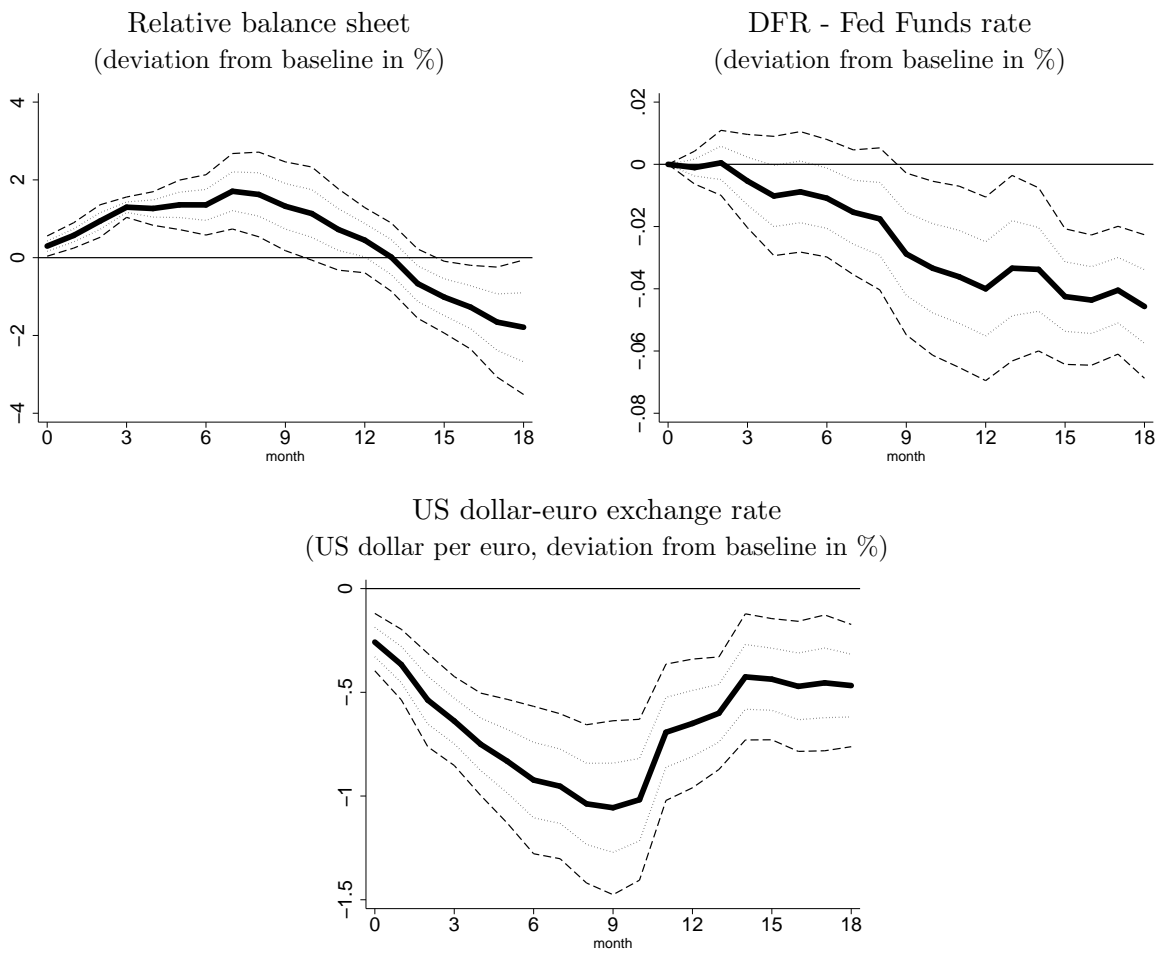 Relative balance sheet
(deviation from baseline in %)
4
2
0
−2
−4
0 3 6 9 12 15 18
month
DFR - Fed Funds rate
(deviation from baseline in %)
.02
0
−.02
−.04
−.06
−.08
0 3 6 9 12 15 18
month
US dollar-euro exchange rate
(US dollar per euro, deviation from baseline in %)
0
−.5
−1
−1.5
0 3 6 9 12 15 18
month